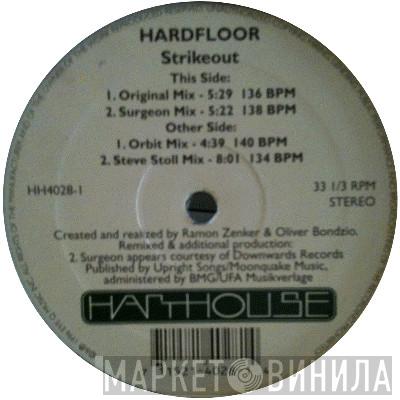 HARDFLOOR
Strikeout
This Side:
1. Original Mix - 5:29 136 BPM
2. Surgeon Mix - 5:22 138 BPM
Other Side:
1. Orbit Mix - 4:39 140 BPM
2. Steve Stoll Mix - 8:01 134 BPM
HH4028-1
33 1/3 RPM
STEREO
Created and realized by Ramon Zenker & Oliver Bondzio.
Remixed & additional production:
2. Surgeon appears courtesy of Downwards Records
Published by Upright Songs/Moonquake Music,
administered by BMG/UFA Musikverlage
HARTHOUSE
МАРКЕТ ВИНИЛА